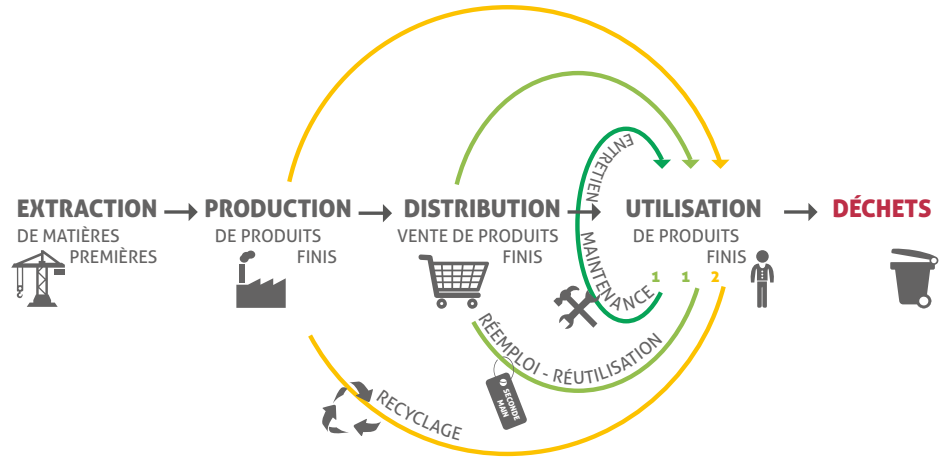 EXTRACTION
DE MATIÈRES
PREMIÈRES
PRODUCTION
DE PRODUITS
FINIS
DISTRIBUTION
VENTE DE PRODUITS
FINIS
UTILISATION
DE PRODUITS
FINIS
DÉCHETS
ENTRETIEN
MAINTENANCE
1 1 2
RÉEMPLOI - RÉUTILISATION
SECONDE
MAIN
RECYCLAGE